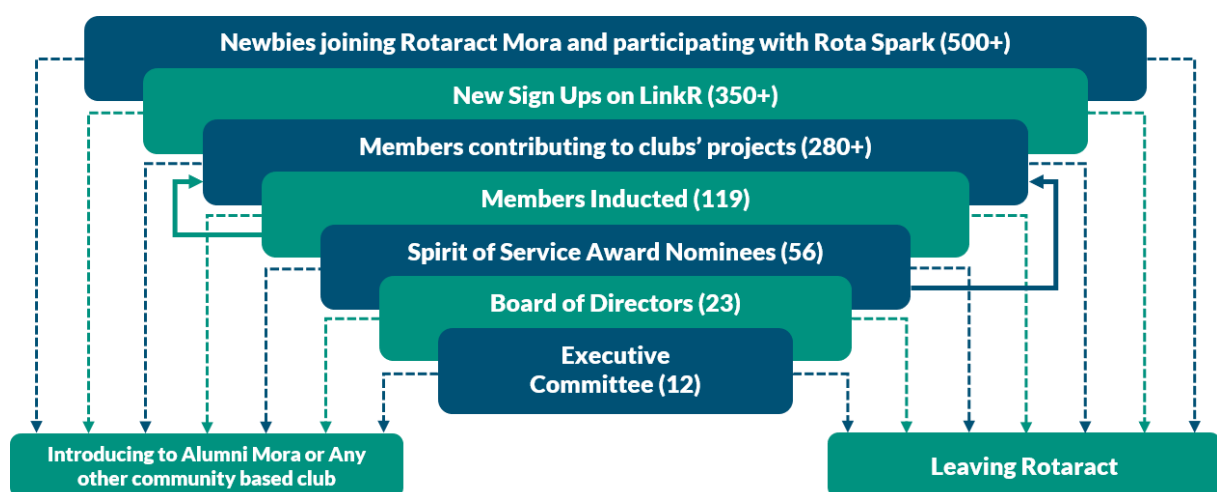 Newbies joining Rotaract Mora and participating with Rota Spark (500+)
New Sign Ups on LinkR (350+)
Members contributing to clubs’ projects (280+)
Members Inducted (119)
Spirit of Service Award Nominees (56)
Board of Directors (23)
Executive
Committee (12)
Introducing to Alumni Mora or Any
other community based club
Leaving Rotaract